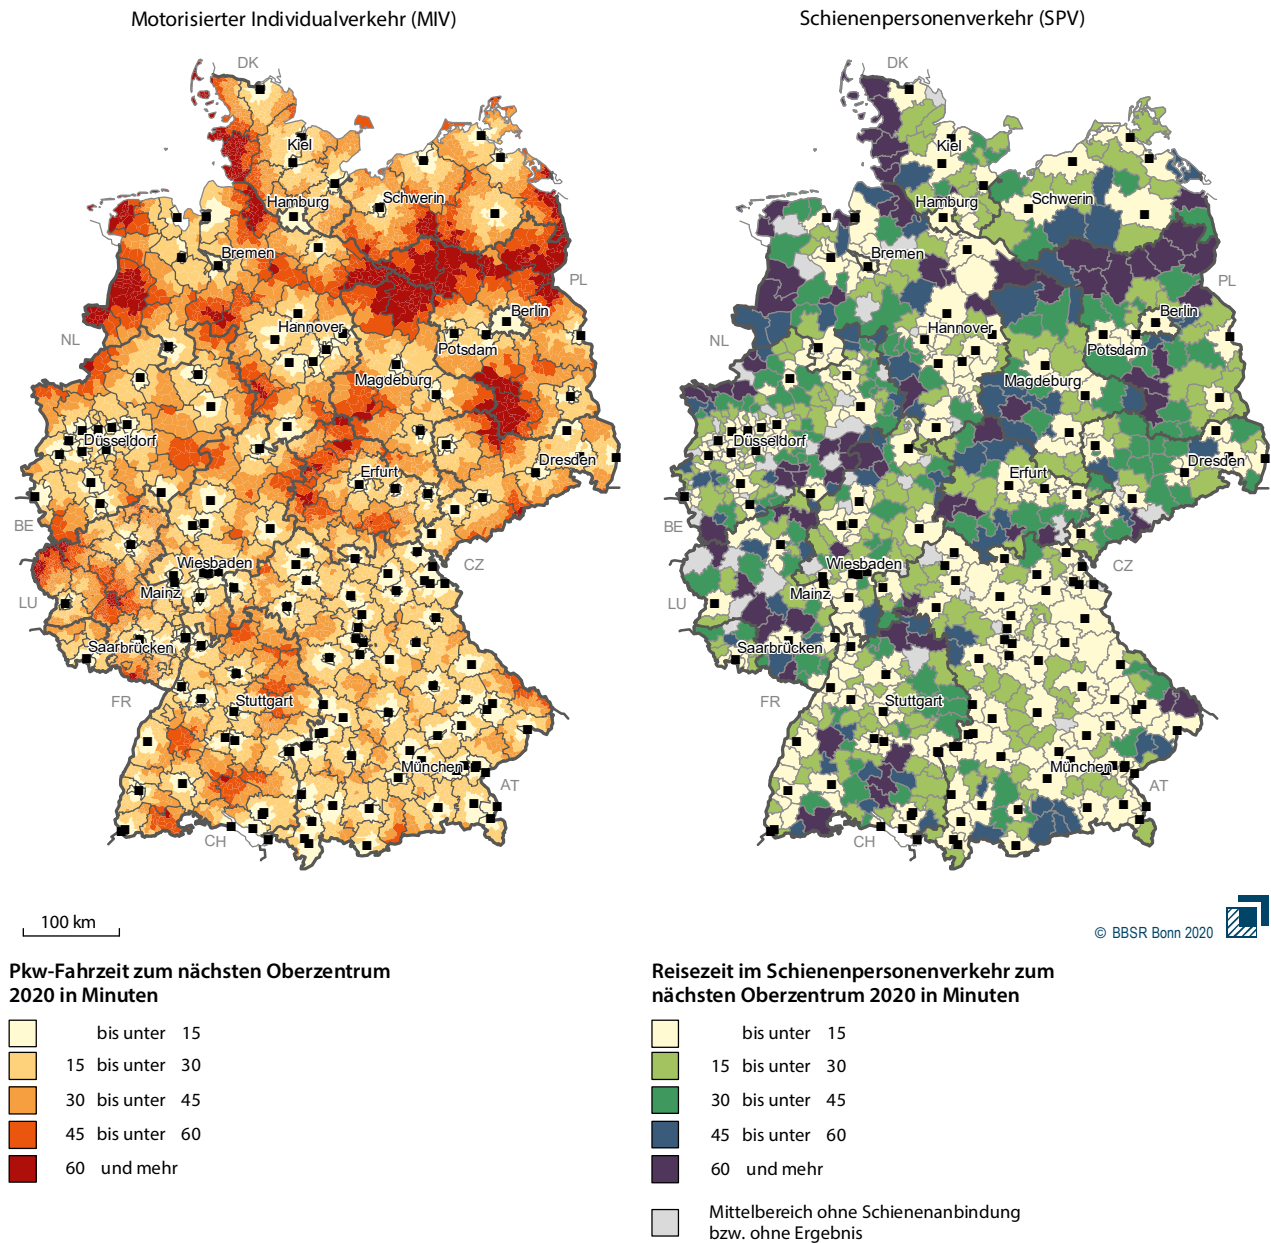 Motorisierter Individualverkehr (MIV)
Schienenpersonenverkehr (SPV)
DK
Kiel
Hamburg
Schwerin
Bremen
PL
Berlin
NL
Hannover
Potsdam
Magdeburg
Düsseldorf
Erfurt
Dresden
BE
Wiesbaden
CZ
Mainz
LU
Saarbrücken
FR
Stuttgart
München
AT
CH
DK
Kiel
Hamburg
Schwerin
Bremen
PL
Berlin
NL
Hannover
Potsdam
Magdeburg
Düsseldorf
Erfurt
Dresden
BE
Wiesbaden
CZ
Mainz
LU
Saarbrücken
FR
Stuttgart
München
AT
CH
100 km
© BBSR Bonn 2020
Pkw-Fahrzeit zum nächsten Oberzentrum
2020 in Minuten
bis unter 15
15 bis unter 30
30 bis unter 45
45 bis unter 60
60 und mehr
Reisezeit im Schienenpersonenverkehr zum
nächsten Oberzentrum 2020 in Minuten
bis unter 15
15 bis unter 30
30 bis unter 45
45 bis unter 60
60 und mehr
Mittelbereich ohne Schienenanbindung
bzw. ohne Ergebnis